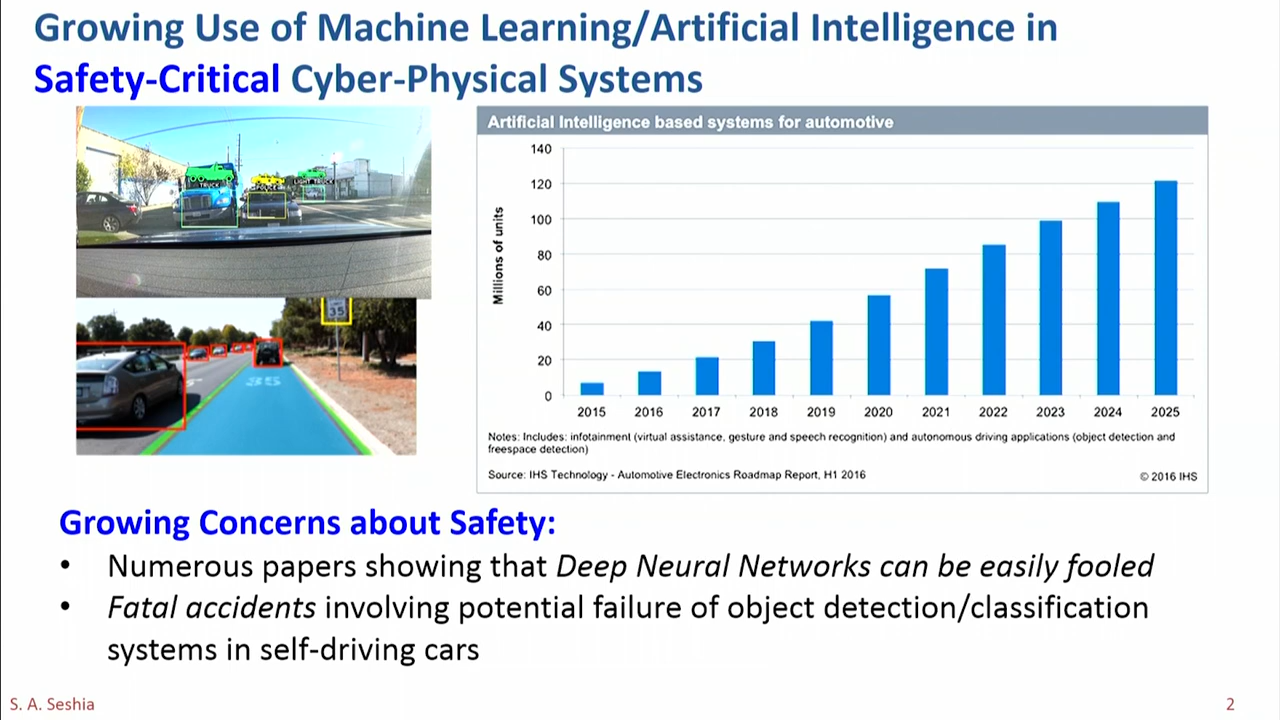 Growing Use of Machine Learning/Artificial Intelligence in
Safety-Critical Cyber-Physical Systems
TRUCK
LIGHT TRUCK
35
35
Artificial Intelligence based systems for automotive
Millions of units
140
120
100
80
60
40
20
0
2015 2016 2017 2018 2019 2020 2021 2022 2023 2024 2025
Notes: Includes: infotainment (virtual assistance, gesture and speech recognition) and autonomous driving applications (object detection and
freespace detection)
Source: IHS Technology - Automotive Electronics Roadmap Report, H1 2016
© 2016 IHS
Growing Concerns about Safety:
• Numerous papers showing that Deep Neural Networks can be easily fooled
• Fatal accidents involving potential failure of object detection/classification
systems in self-driving cars
S. A. Seshia
2